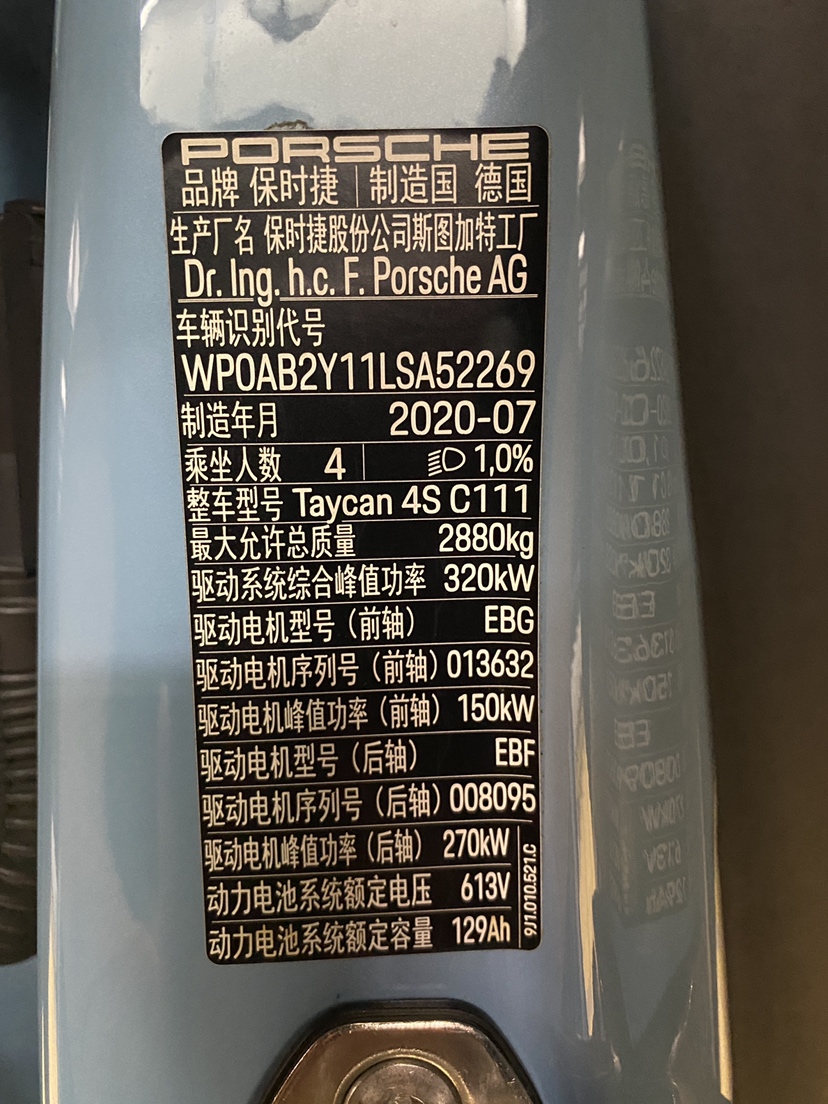 PORSCHE
品牌 保时捷 制造国 德国
生产厂名 保时捷股份公司斯图加特工厂
Dr. Ing. h.c. F. Porsche AG
车辆识别代号
WP0AB2Y11LSA52269
制造年月 2020-07
乘坐人数 4 1,0%
整车型号 Taycan 4S C111
最大允许总质量 2880kg
驱动系统综合峰值功率 320kW
驱动电机型号（前轴） EBG
驱动电机序列号（前轴） 013632
驱动电机峰值功率（前轴） 150kW
驱动电机型号（后轴） EBF
驱动电机序列号（后轴） 008095
驱动电机峰值功率（后轴） 270kW
动力电池系统额定电压 613V
动力电池系统额定容量 129Ah
9J1.010.521.C